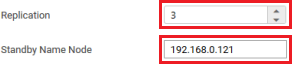 Replication 3
Standby Name Node 192.168.0.121